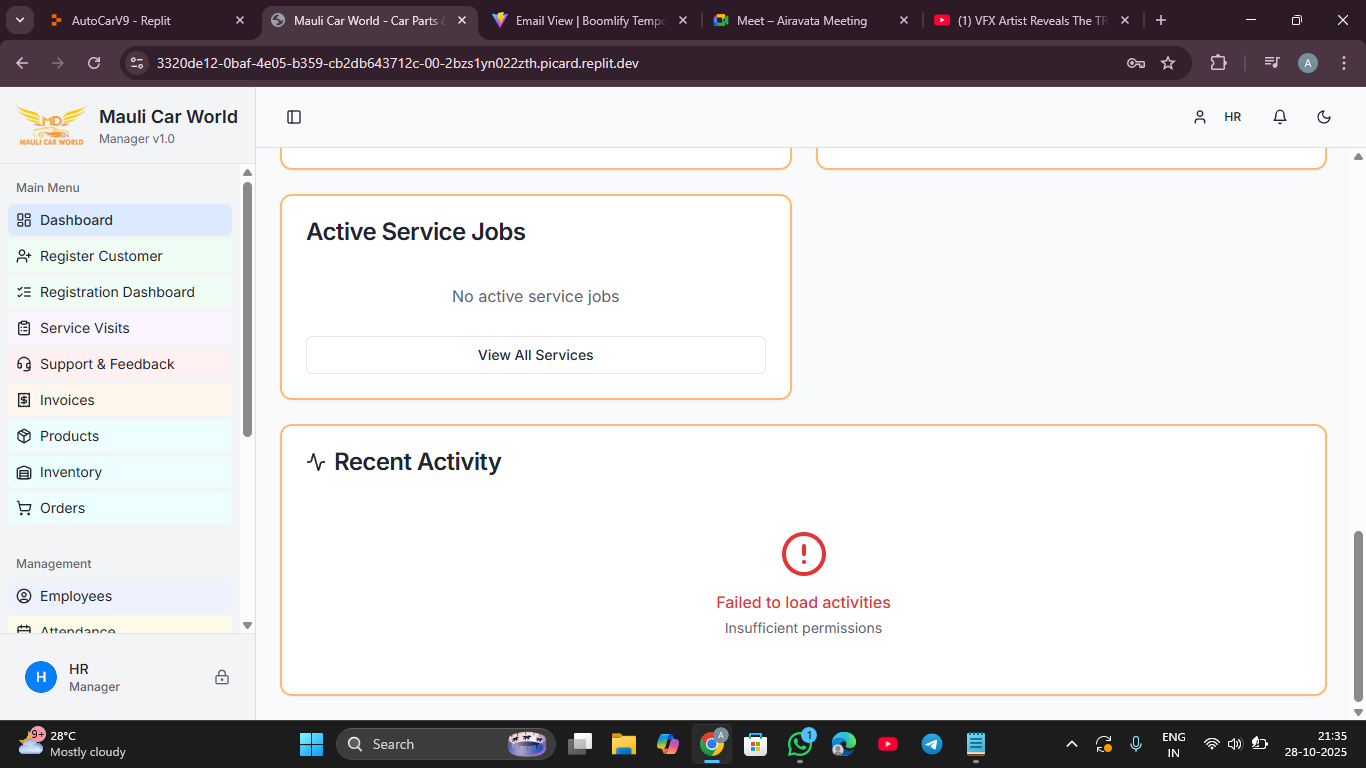 AutoCarV9 - Replit
Mauli Car World - Car Parts &
Email View | Boomlify Tempo
Meet – Airavata Meeting
(1) VFX Artist Reveals The TR
3320de12-0baf-4e05-b359-cb2db643712c-00-2bzs1yn022zth.picard.replit.dev
A
MD
MAULI CAR WORLD
Mauli Car World
Manager v1.0
HR
Main Menu
Dashboard
Register Customer
Registration Dashboard
Service Visits
Support & Feedback
Invoices
Products
Inventory
Orders
Management
Employees
Attendance
H
HR
Manager
Active Service Jobs
No active service jobs
View All Services
Recent Activity
Failed to load activities
Insufficient permissions
9+
28°C
Mostly cloudy
Search
A
1
ENG
IN
21:35
28-10-2025